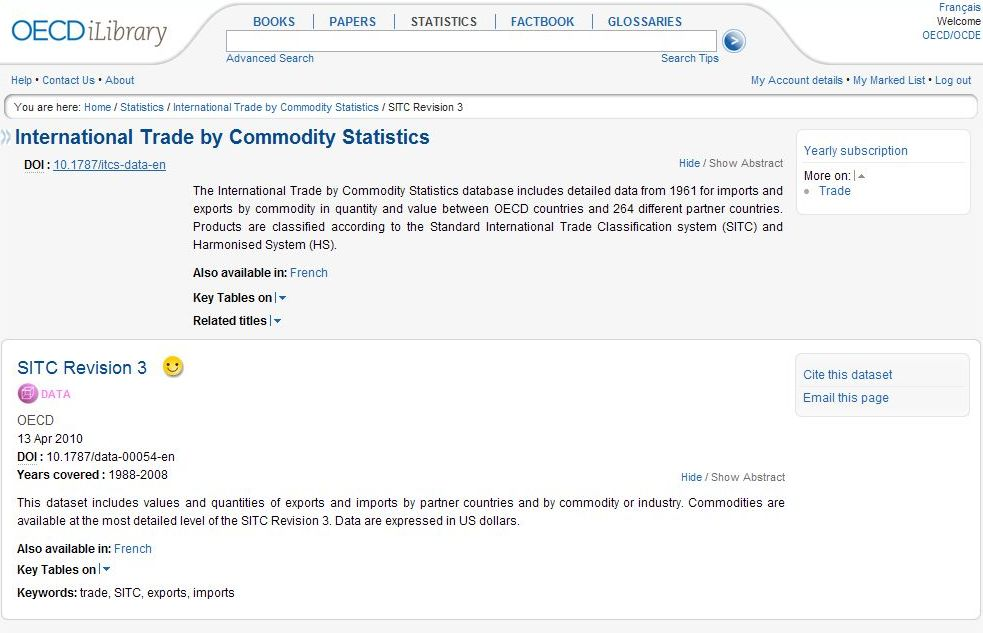 OECD iLibrary
BOOKS | PAPERS | STATISTICS | FACTBOOK | GLOSSARIES
Français
Welcome
OECD/OCDE
Advanced Search
Search Tips
Help • Contact Us • About
My Account details • My Marked List • Log out
You are here: Home / Statistics / International Trade by Commodity Statistics / SITC Revision 3
International Trade by Commodity Statistics
DOI : 10.1787/itcs-data-en
Hide / Show Abstract
The International Trade by Commodity Statistics database includes detailed data from 1961 for imports and
exports by commodity in quantity and value between OECD countries and 264 different partner countries.
Products are classified according to the Standard International Trade Classification system (SITC) and
Harmonised System (HS).
Also available in: French
Key Tables on
Related titles
Yearly subscription
More on:
Trade
SITC Revision 3
DATA
OECD
13 Apr 2010
DOI : 10.1787/data-00054-en
Years covered : 1988-2008
Hide / Show Abstract
This dataset includes values and quantities of exports and imports by partner countries and by commodity or industry. Commodities are
available at the most detailed level of the SITC Revision 3. Data are expressed in US dollars.
Also available in: French
Key Tables on
Keywords: trade, SITC, exports, imports
Cite this dataset
Email this page